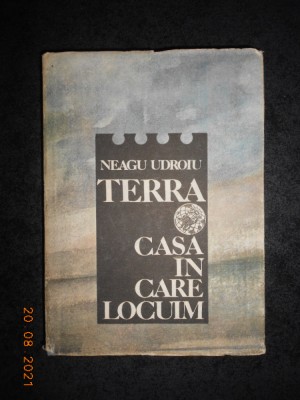 NEAGU UDROIU
TERRA
CASA
IN
CARE
LOCUIM
20.08.2021